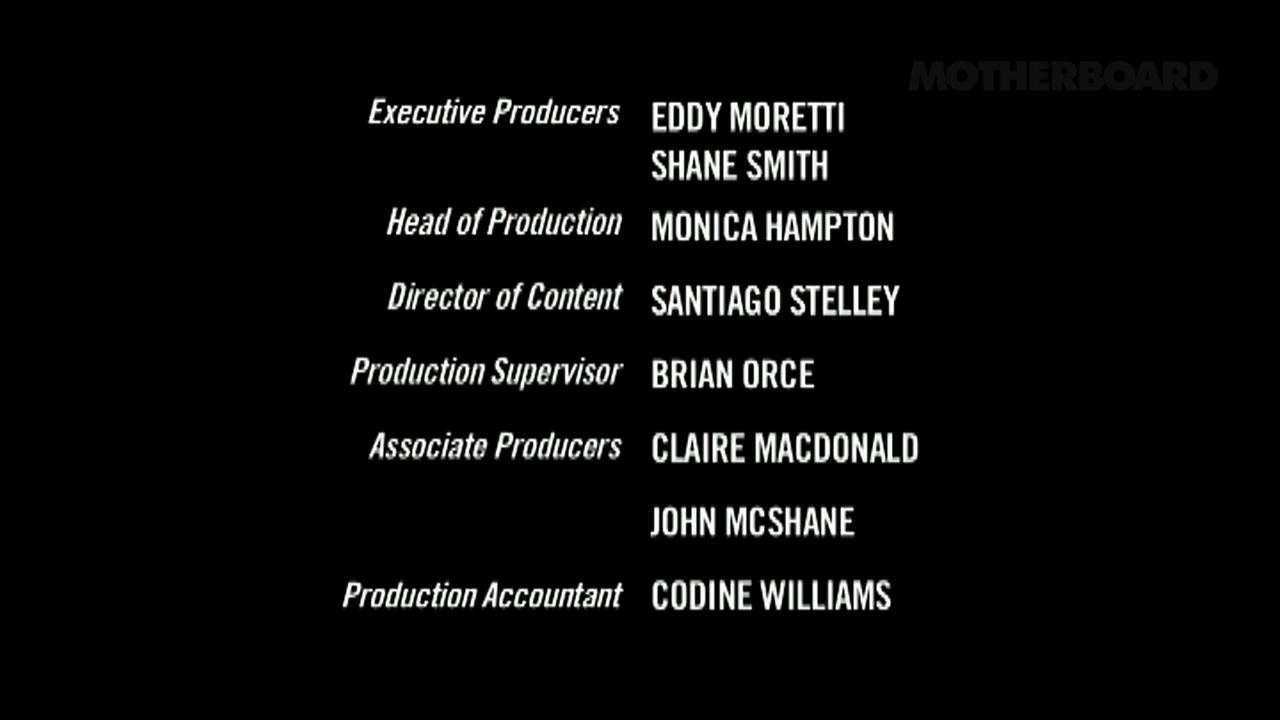 MOTHERBOARD
Executive Producers EDDY MORETTI
SHANE SMITH
Head of Production MONICA HAMPTON
Director of Content SANTIAGO STELLEY
Production Supervisor BRIAN ORCE
Associate Producers CLAIRE MACDONALD
JOHN MCSHANE
Production Accountant CODINE WILLIAMS